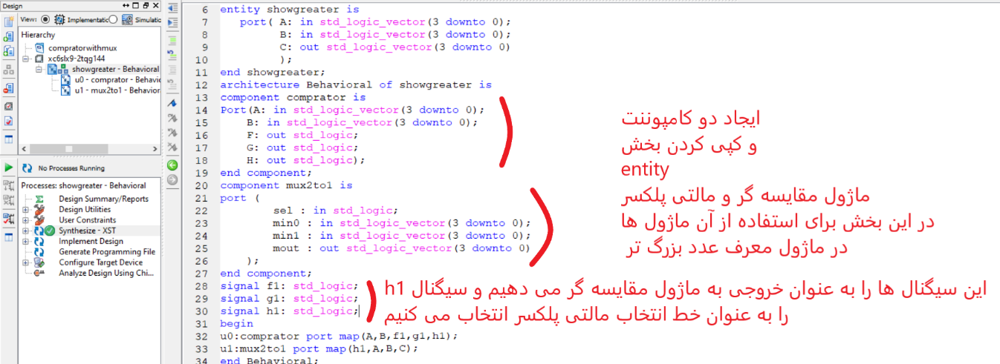 Design
View:
Implementatic
Simulatic
Hierarchy
compratorwithmux
xc6slx9-2tqg144
showgreater - Behavioral
u0 - comprator - Behavic
u1 - mux2to1 - Behavior
No Processes Running
Processes: showgreater - Behavioral
Design Summary/Reports
Design Utilities
User Constraints
Synthesize - XST
Implement Design
Generate Programming File
Configure Target Device
Analyze Design Using Chi...
6 entity showgreater is
7 port( A: in std_logic_vector(3 downto 0);
8 B: in std_logic_vector(3 downto 0);
9 C: out std_logic_vector(3 downto 0)
10 );
11 end showgreater;
12 architecture Behavioral of showgreater is
13 component comprator is
14 Port(A: in std_logic_vector(3 downto 0);
15 B: in std_logic_vector(3 downto 0);
16 F: out std_logic;
17 G: out std_logic;
18 H: out std_logic);
19 end component;
20 component mux2to1 is
21 port (
22 sel : in std_logic;
23 min0 : in std_logic_vector(3 downto 0);
24 min1 : in std_logic_vector(3 downto 0);
25 mout : out std_logic_vector(3 downto 0)
26 );
27 end component;
28 signal f1: std_logic;
29 signal g1: std_logic;
30 signal h1: std_logic;
31 begin
32 u0:comprator port map(A,B,f1,g1,h1);
33 u1:mux2to1 port map(h1,A,B,C);
34 end Behavioral;
ایجاد دو کامپوننت
و کپی کردن بخش
entity
ماژول مقایسه گر و مالتی پلکسر
در این بخش برای استفاده از آن ماژول ها
در ماژول معرف عدد بزرگ تر
این سیگنال ها را به عنوان خروجی به ماژول مقایسه گر می دهیم و سیگنال h1
را به عنوان خط انتخاب مالتی پلکسر انتخاب می کنیم